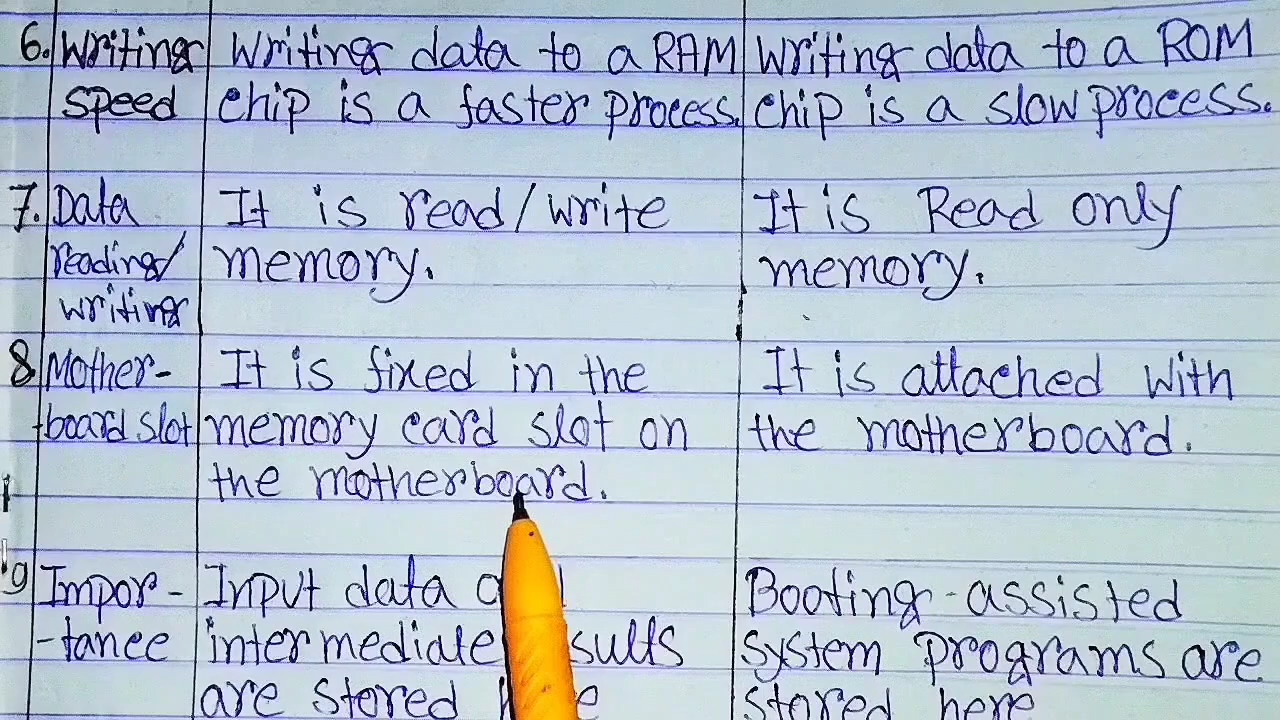 6. Writing Writing data to a RAM Writing data to a ROM
speed chip is a faster process. chip is a slow process.
7. Data It is read/write It is Read only
reading/ memory. memory.
writing
8 Mother- It is fixed in the It is attached with
-board slot memory card slot on the motherboard.
the motherboard.
9 Impor- Input data Booting-assisted
-tance intermediate system programs are
are stored stored here